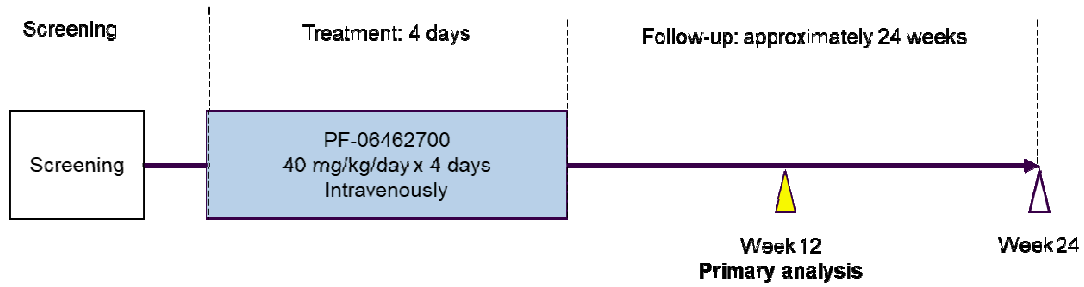 Screening
Treatment: 4 days
Follow-up: approximately 24 weeks
Screening
PF-06462700
40 mg/kg/day x 4 days
Intravenously
Week 12
Primary analysis
Week 24